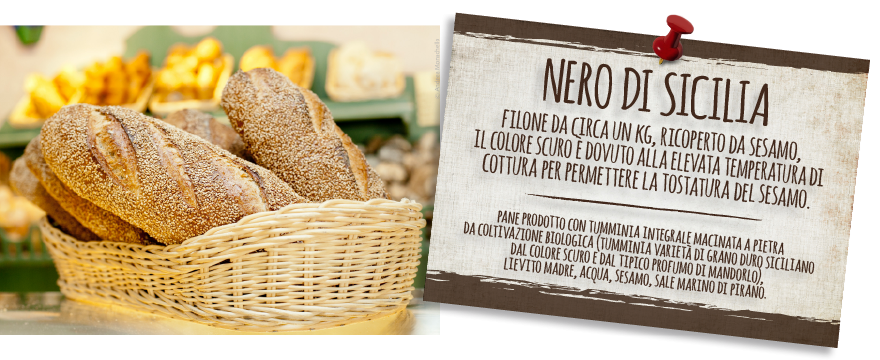 NERO DI SICILIA
FILONE DA CIRCA UN KG, RICOPERTO DA SESAMO,
IL COLORE SCURO È DOVUTO ALLA ELEVATA TEMPERATURA DI
COTTURA PER PERMETTERE LA TOSTATURA DEL SESAMO.
PANE PRODOTTO CON TUMMINIA INTEGRALE MACINATA A PIETRA
DA COLTIVAZIONE BIOLOGICA (TUMMINIA VARIETÀ DI GRANO DURO SICILIANO
DAL COLORE SCURO E DAL TIPICO PROFUMO DI MANDORLO),
LIEVITO MADRE, ACQUA, SESAMO, SALE MARINO DI PIRANO.